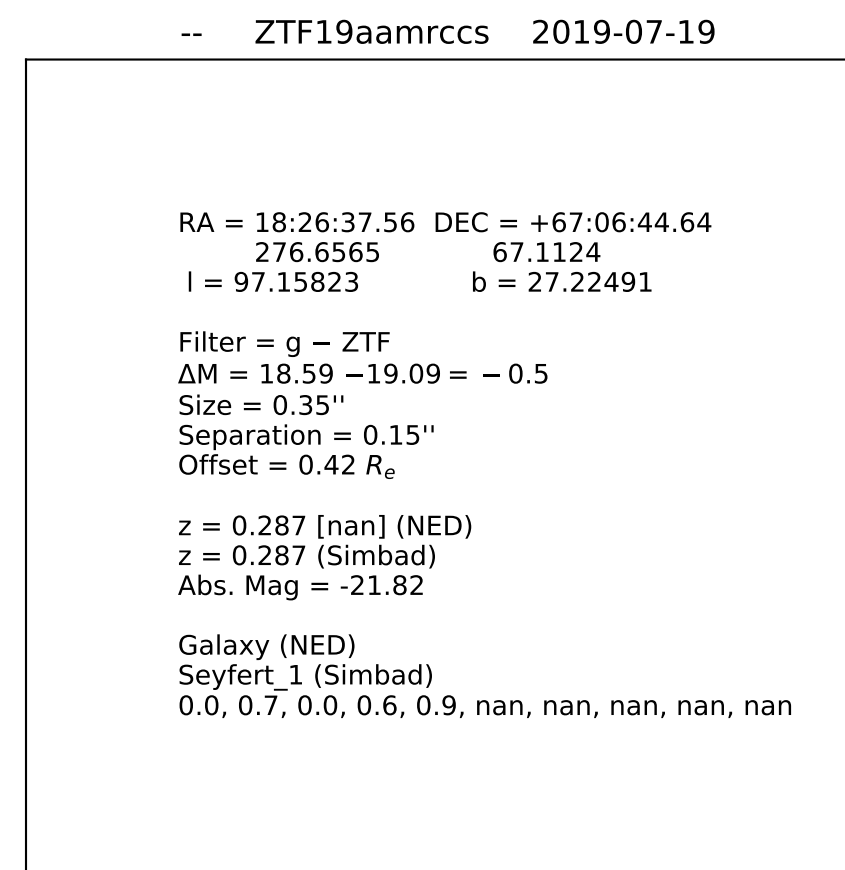 -- ZTF19aamrccs 2019-07-19
RA = 18:26:37.56 DEC = +67:06:44.64
276.6565 67.1124
l = 97.15823 b = 27.22491
Filter = g − ZTF
ΔM = 18.59 −19.09 = − 0.5
Size = 0.35''
Separation = 0.15''
Offset = 0.42 Rₑ
z = 0.287 [nan] (NED)
z = 0.287 (Simbad)
Abs. Mag = -21.82
Galaxy (NED)
Seyfert_1 (Simbad)
0.0, 0.7, 0.0, 0.6, 0.9, nan, nan, nan, nan, nan